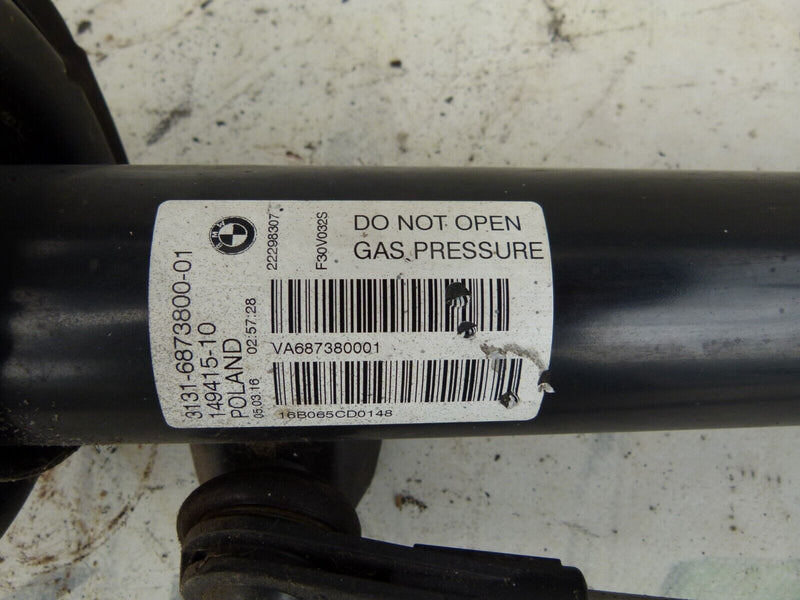 DO NOT OPEN
GAS PRESSURE
BMW
22298307
F30V032S
3131-6873800-01
149415-10
POLAND
05.03.16 02:57:28
VA687380001
16B065CD0148